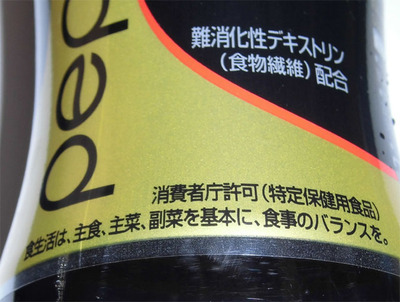 pep
難消化性デキストリン
(食物繊維)配合
消費者庁許可(特定保健用食品)
食生活は、主食、主菜、副菜を基本に、食事のバランスを。